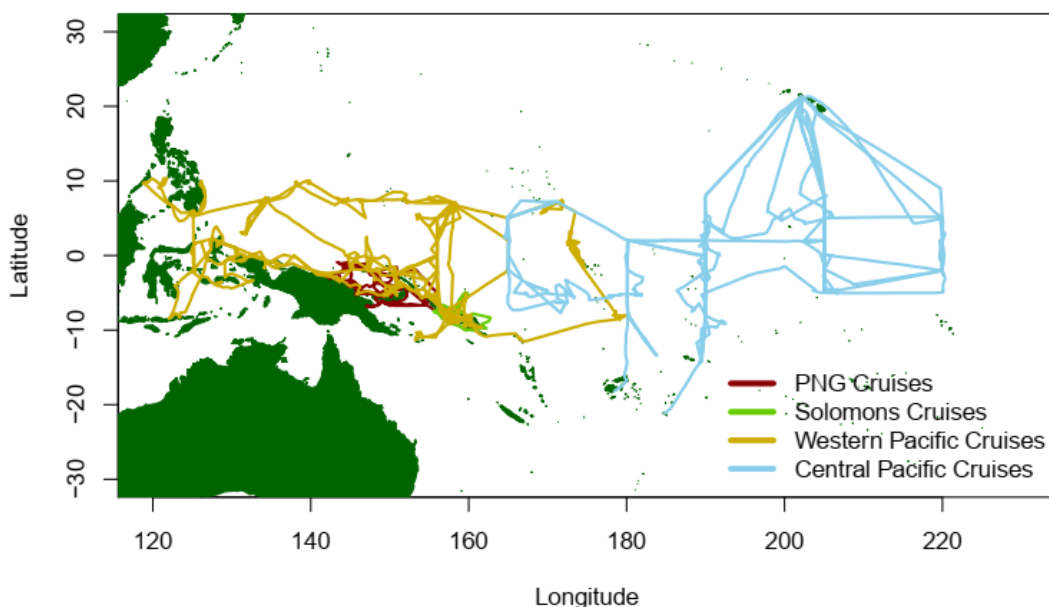 30
20
10
0
-10
-20
-30
Latitude
PNG Cruises
Solomons Cruises
Western Pacific Cruises
Central Pacific Cruises
120 140 160 180 200 220
Longitude